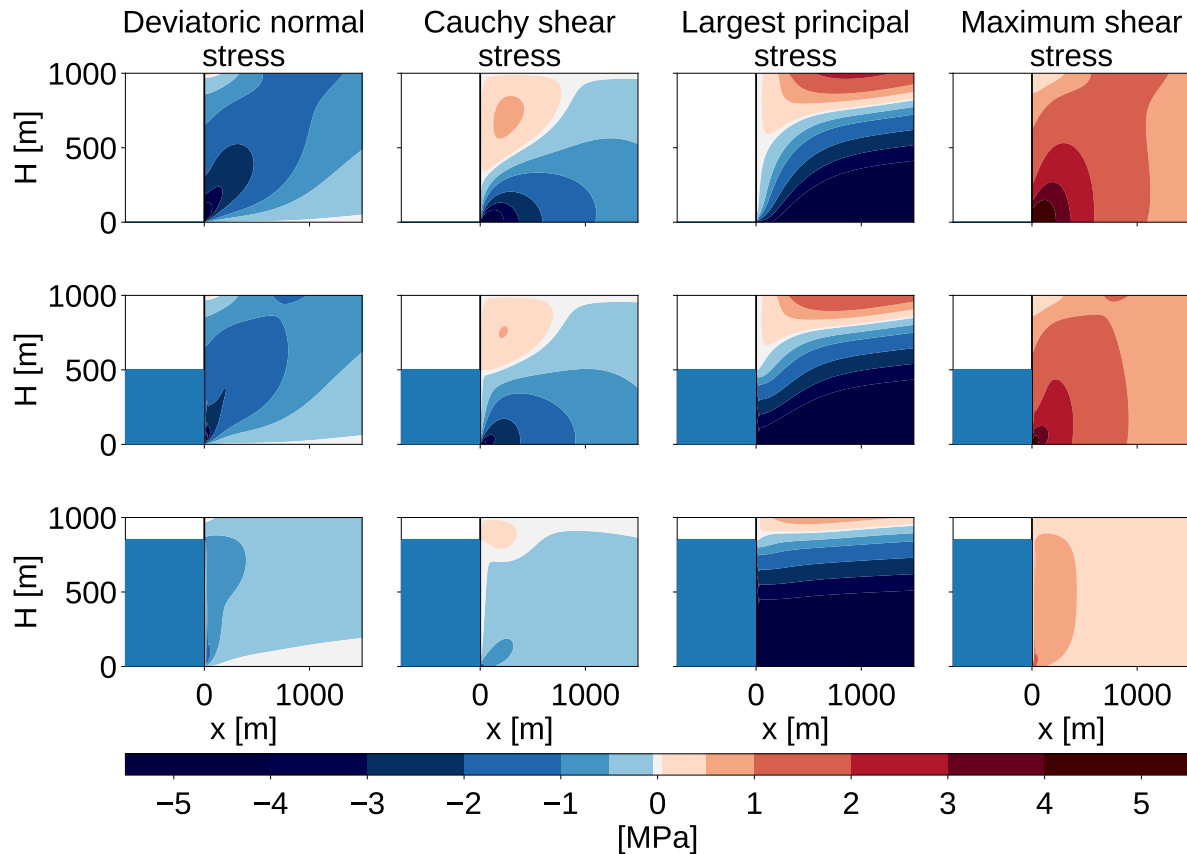 Deviatoric normal stress
Cauchy shear stress
Largest principal stress
Maximum shear stress
H [m]
1000
500
0
H [m]
1000
500
0
H [m]
1000
500
0
0 1000
0 1000
0 1000
0 1000
x [m]
x [m]
x [m]
x [m]
−5 −4 −3 −2 −1 0 1 2 3 4 5
[MPa]